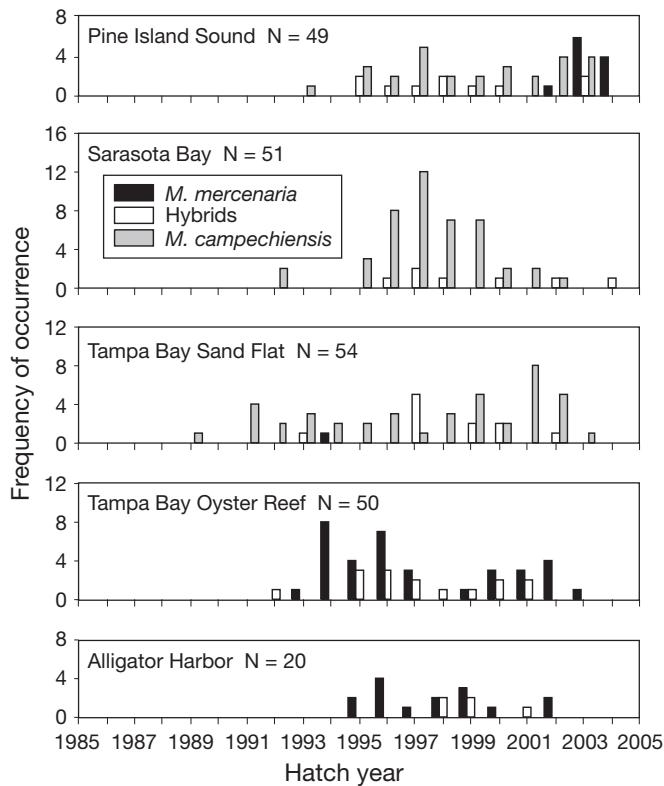 8
Pine Island Sound N = 49
4
0
16
Sarasota Bay N = 51
12
M. mercenaria
Hybrids
8
M. campechiensis
4
0
12
Tampa Bay Sand Flat N = 54
8
4
0
12
Tampa Bay Oyster Reef N = 50
8
4
0
8
Alligator Harbor N = 20
4
0
Frequency of occurrence
1985 1987 1989 1991 1993 1995 1997 1999 2001 2003 2005
Hatch year